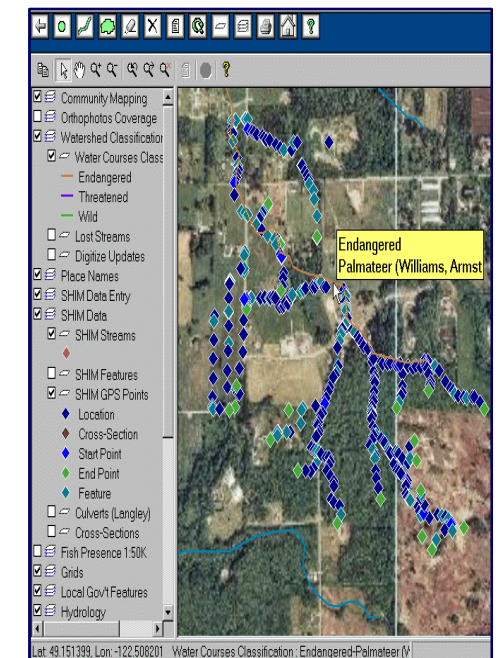 Community Mapping
Orthophotos Coverage
Watershed Classification
Water Courses Class
Endangered
Threatened
Wild
Lost Streams
Digitize Updates
Place Names
SHIM Data Entry
SHIM Data
SHIM Streams
SHIM Features
SHIM GPS Points
Location
Cross-Section
Start Point
End Point
Feature
Culverts (Langley)
Cross-Sections
Fish Presence 1:50K
Grids
Local Gov't Features
Hydrology
Endangered
Palmateer (Williams, Armst
Lat: 49.151399, Lon: -122.508201 Water Courses Classification : Endangered-Palmateer (W